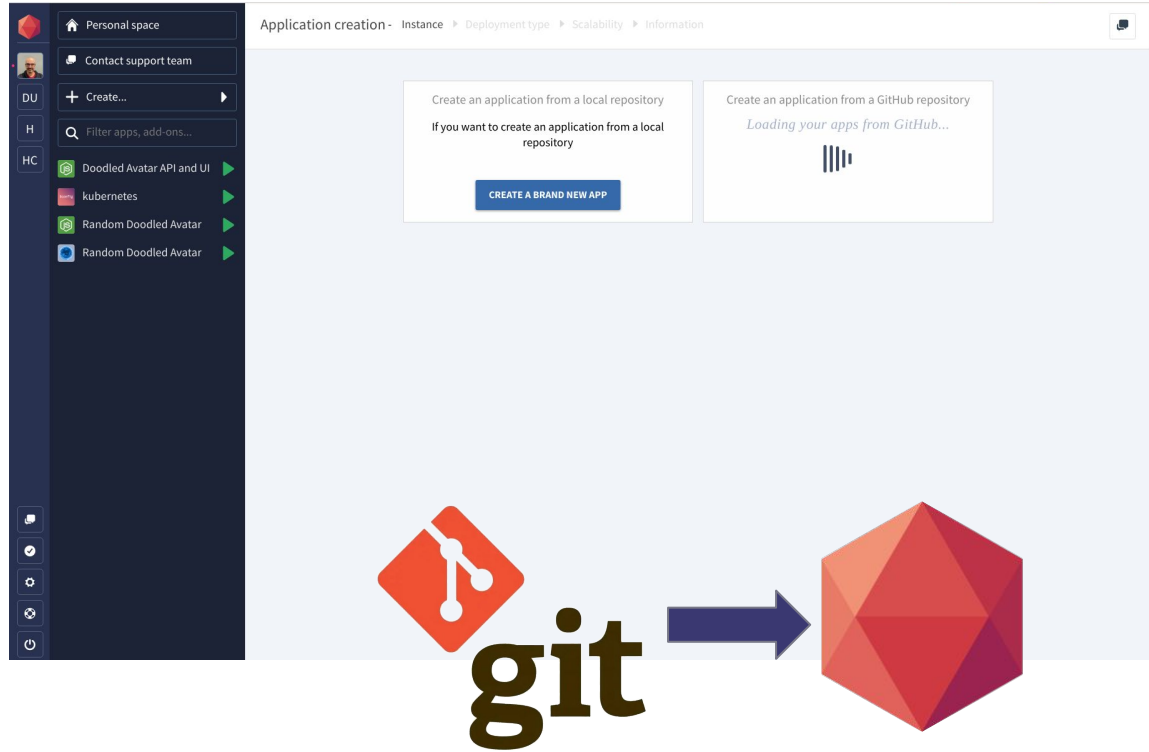 Personal space
Contact support team
Create...
Filter apps, add-ons...
DU
H
HC
Doodled Avatar API and UI
kubernetes
Random Doodled Avatar
Random Doodled Avatar
Application creation - Instance Deployment type Scalability Information
Create an application from a local repository
If you want to create an application from a local
repository
CREATE A BRAND NEW APP
Create an application from a GitHub repository
Loading your apps from GitHub...
git